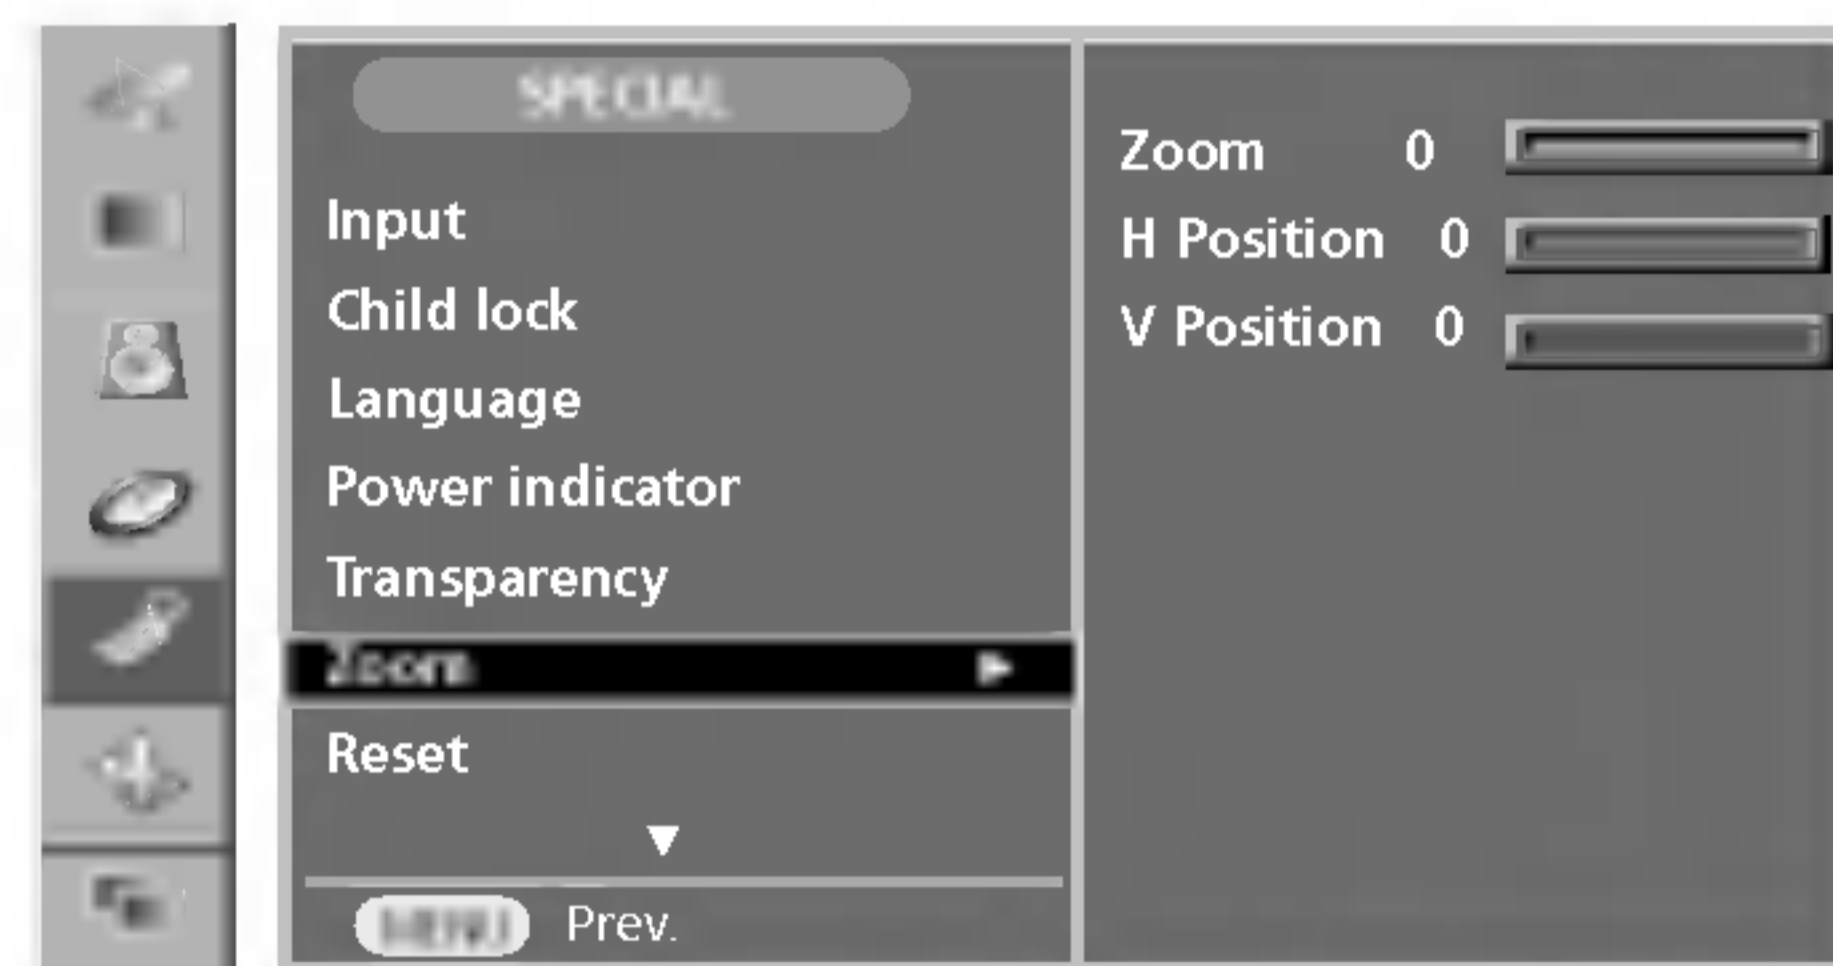 SPECIAL
Input
Child lock
Language
Power indicator
Transparency
Zoom
Reset
MENU Prev.
Zoom 0
H Position 0
V Position 0